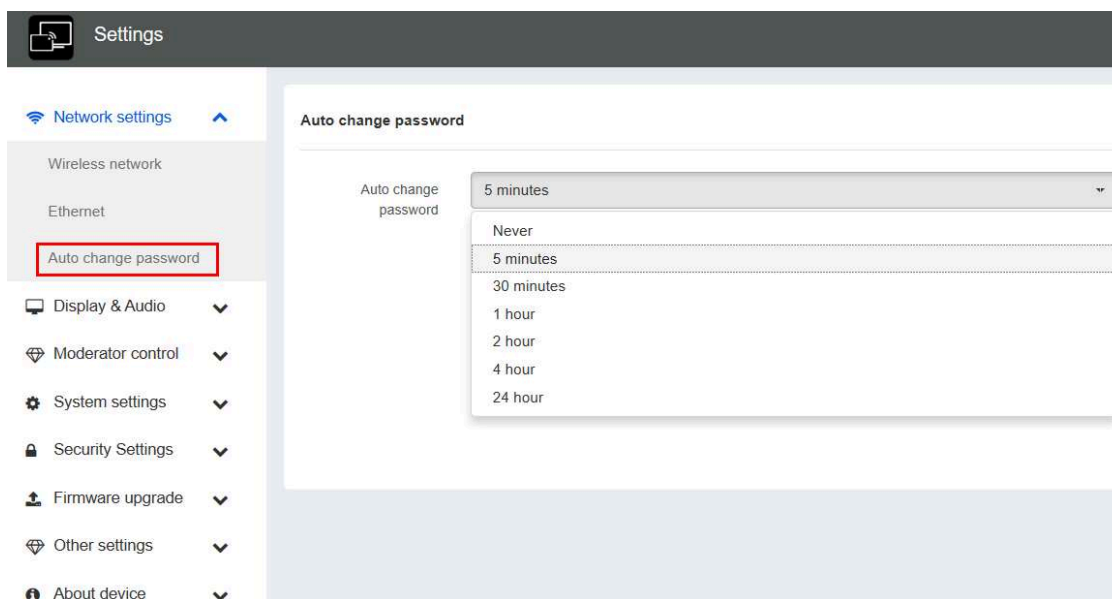 Settings
Network settings
Wireless network
Ethernet
Auto change password
Display & Audio
Moderator control
System settings
Security Settings
Firmware upgrade
Other settings
About device
Auto change password
Auto change
password
5 minutes
Never
5 minutes
30 minutes
1 hour
2 hour
4 hour
24 hour